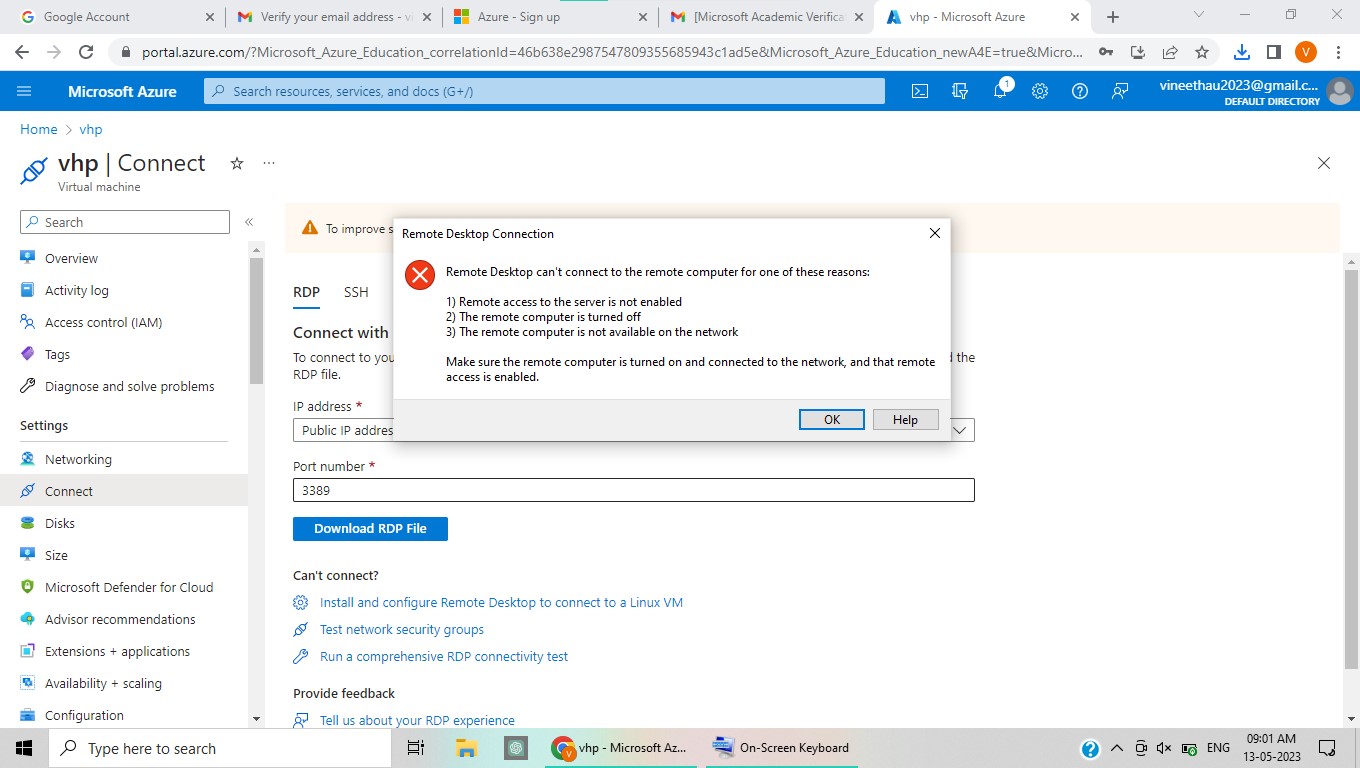 Google Account
Verify your email address - vi
Azure - Sign up
[Microsoft Academic Verifica
vhp - Microsoft Azure
portal.azure.com/?Microsoft_Azure_Education_correlationId=46b638e2987547809355685943c1ad5e&Microsoft_Azure_Education_newA4E=true&Micro...
V
Microsoft Azure
Search resources, services, and docs (G+/)
1
vineethau2023@gmail.c...
DEFAULT DIRECTORY
Home > vhp
vhp | Connect
Virtual machine
Search
To improve s
Overview
Activity log
Access control (IAM)
Tags
Diagnose and solve problems
Settings
Networking
Connect
Disks
Size
Microsoft Defender for Cloud
Advisor recommendations
Extensions + applications
Availability + scaling
Configuration
RDP SSH
Connect with
To connect to you
d the
RDP file.
IP address *
Public IP addres
Port number *
3389
Download RDP File
Can't connect?
Install and configure Remote Desktop to connect to a Linux VM
Test network security groups
Run a comprehensive RDP connectivity test
Provide feedback
Tell us about your RDP experience
Remote Desktop Connection
Remote Desktop can't connect to the remote computer for one of these reasons:
1) Remote access to the server is not enabled
2) The remote computer is turned off
3) The remote computer is not available on the network
Make sure the remote computer is turned on and connected to the network, and that remote
access is enabled.
OK
Help
Type here to search
V
vhp - Microsoft Az...
On-Screen Keyboard
ENG
09:01 AM
13-05-2023